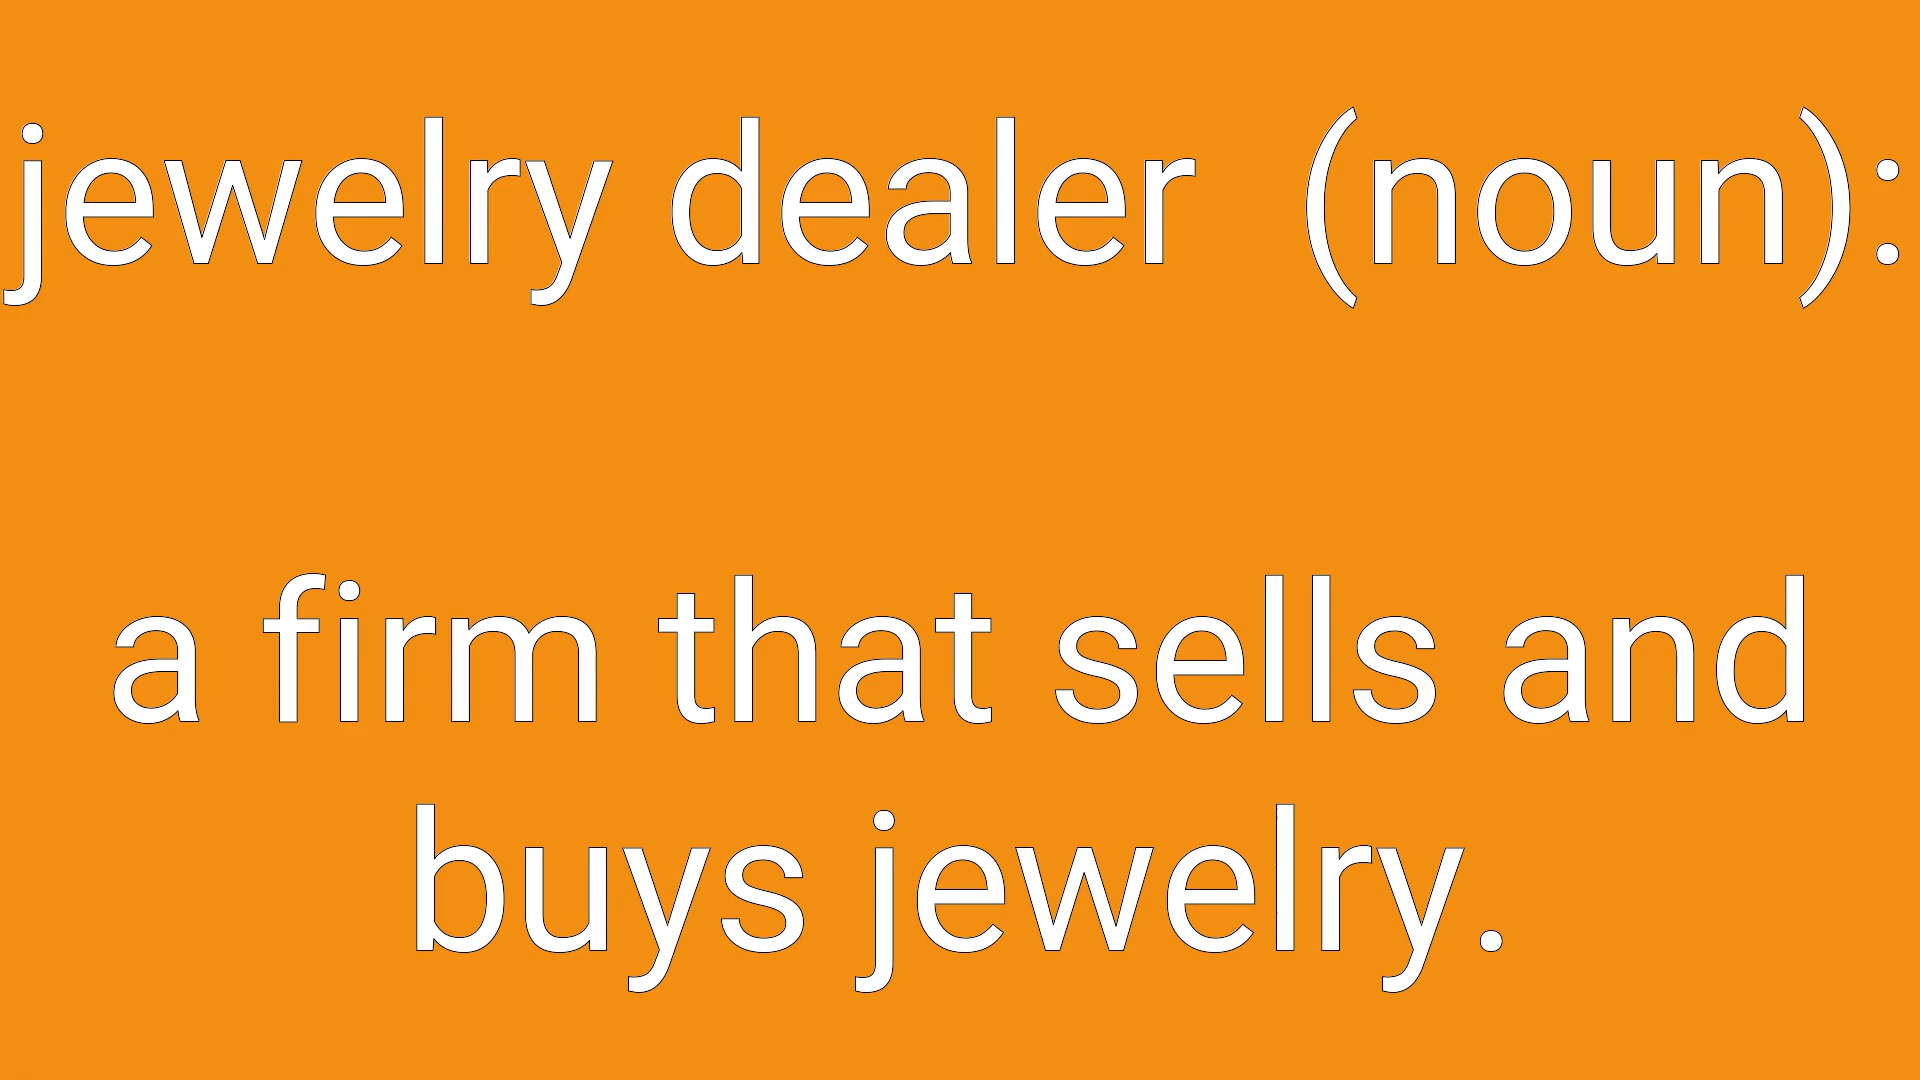 jewelry dealer  (noun):
a firm that sells and
buys jewelry.